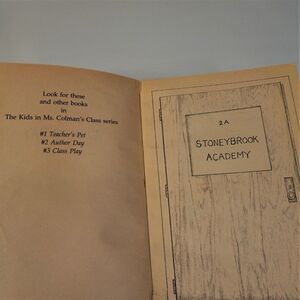 Look for these
and other books
in
The Kids in Ms. Colman's Class series
#1 Teacher's Pet
#2 Author Day
#3 Class Play
2A
STONEYBROOK
ACADEMY